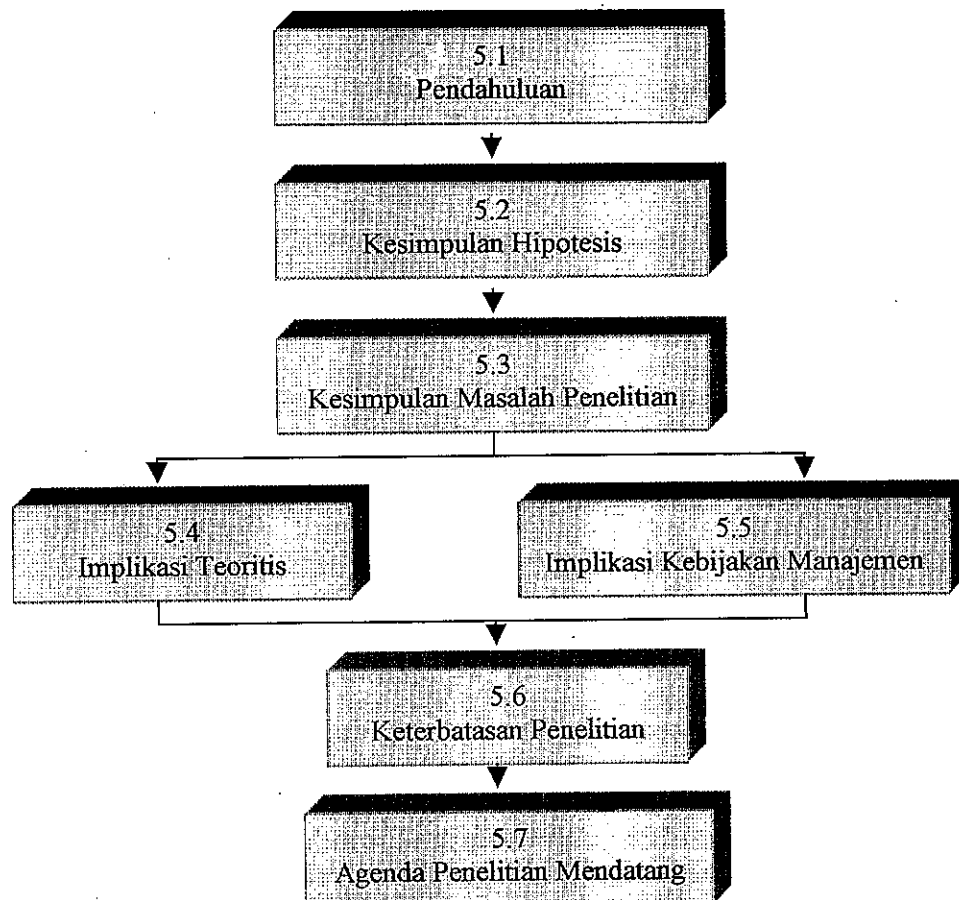 5.1
Pendahuluan
5.2
Kesimpulan Hipotesis
5.3
Kesimpulan Masalah Penelitian
5.4
Implikasi Teoritis
5.5
Implikasi Kebijakan Manajemen
5.6
Keterbatasan Penelitian
5.7
Agenda Penelitian Mendatang